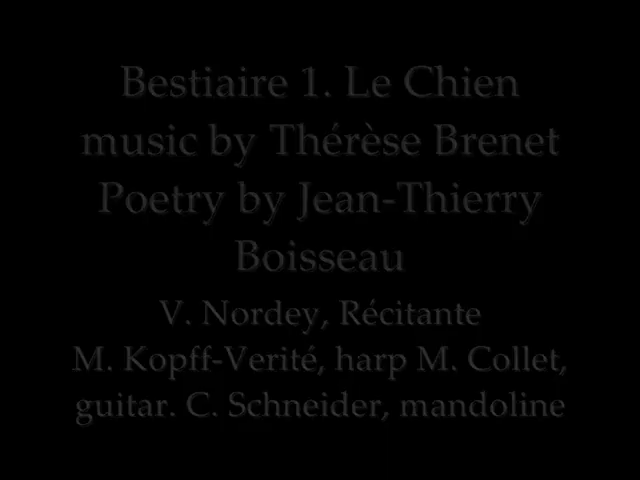 Bestiaire 1. Le Chien
music by Thérèse Brenet
Poetry by Jean-Thierry
Boisseau
V. Nordey, Récitante
M. Kopff-Verité, harp M. Collet,
guitar. C. Schneider, mandoline